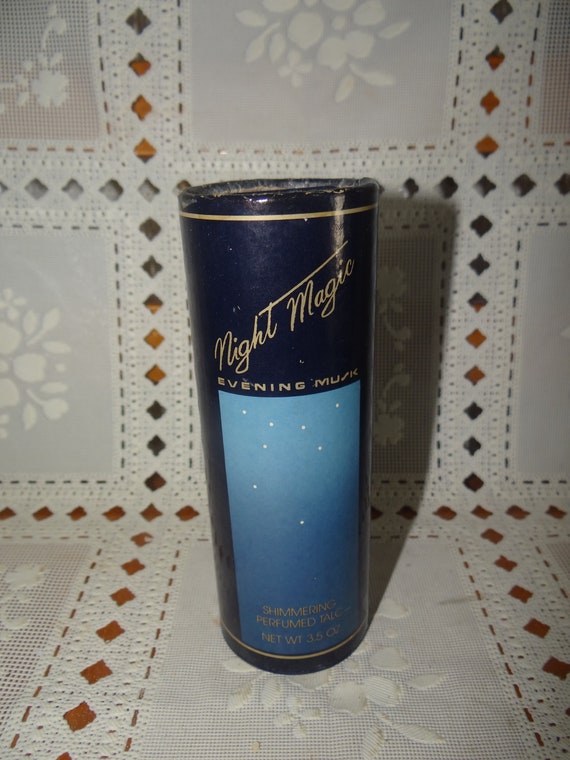 Night Magic
EVENING MUSK
SHIMMERING
PERFUMED TALC
NET WT 3.5 OZ